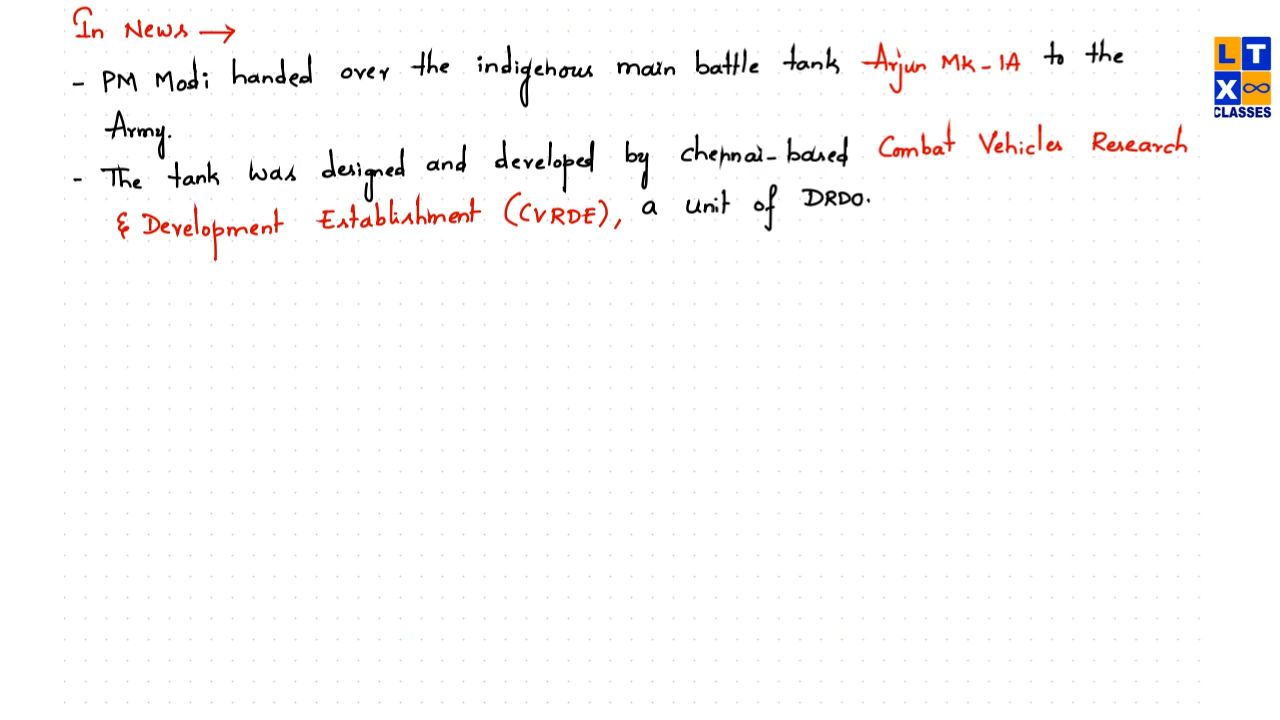 In News →
- PM Modi handed over the indigenous main battle tank Arjun MK-1A to the
Army.
- The tank was designed and developed by chennai-based Combat Vehicles Research
& Development Establishment (CVRDE), a unit of DRDO.
LT
X∞
CLASSES